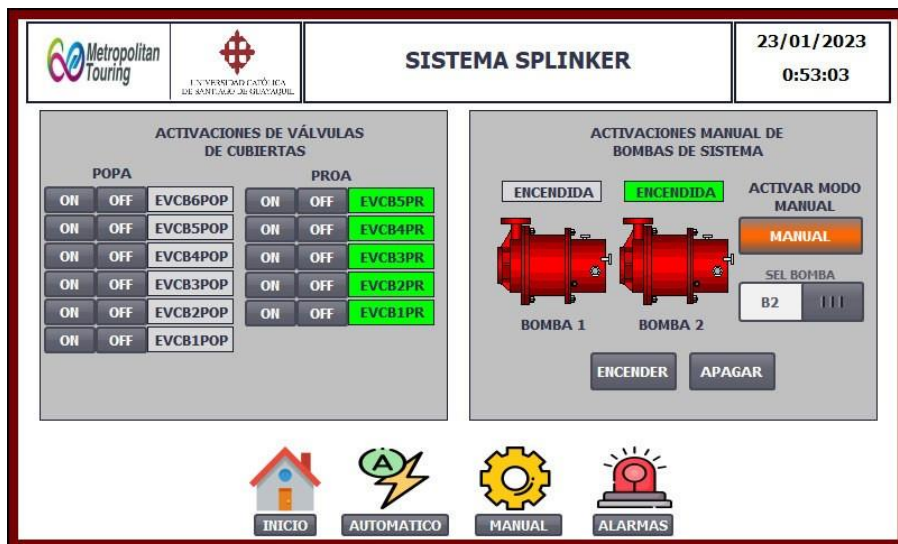 Metropolitan
Touring
UNIVERSIDAD CATÓLICA
DE SANTIAGO DE GUAYAQUIL
SISTEMA SPLINKER
23/01/2023
0:53:03
ACTIVACIONES DE VÁLVULAS
DE CUBIERTAS
POPA
ON OFF EVCB6POP
ON OFF EVCB5POP
ON OFF EVCB4POP
ON OFF EVCB3POP
ON OFF EVCB2POP
ON OFF EVCB1POP
PROA
ON OFF EVCB5PR
ON OFF EVCB4PR
ON OFF EVCB3PR
ON OFF EVCB2PR
ON OFF EVCB1PR
ACTIVACIONES MANUAL DE
BOMBAS DE SISTEMA
ENCENDIDA
ENCENDIDA
BOMBA 1
BOMBA 2
ACTIVAR MODO
MANUAL
MANUAL
SEL BOMBA
B2
ENCENDER
APAGAR
A
INICIO
AUTOMATICO
MANUAL
ALARMAS